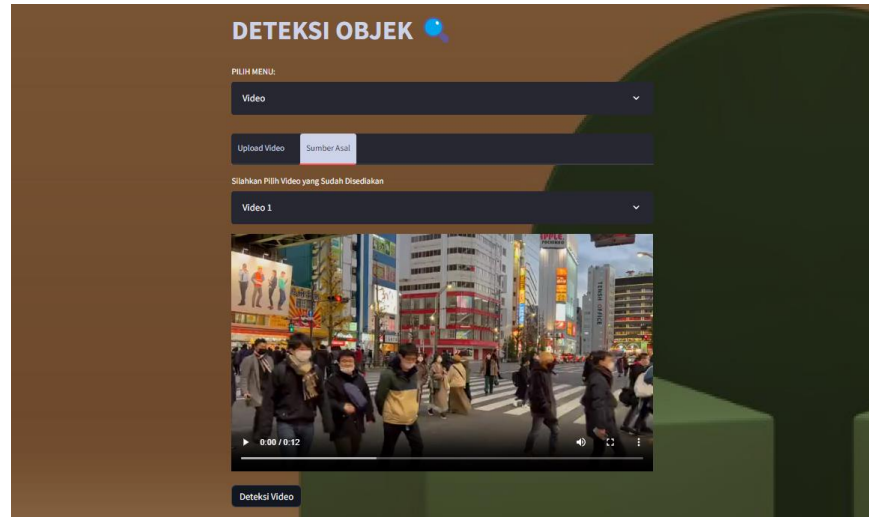 DETEKSI OBJEK
PILIH MENU:
Video
Upload Video
Sumber Asal
Silahkan Pilih Video yang Sudah Disediakan
Video 1
0:00 / 0:12
Deteksi Video